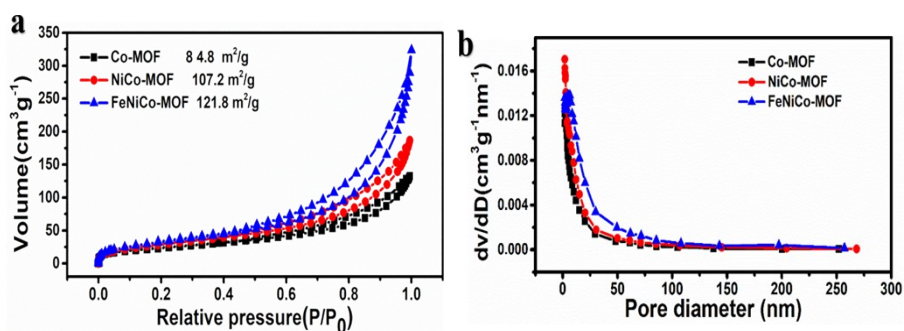 a
350
300
250
200
150
100
50
0
Volume(cm³g⁻¹)
Co-MOF 8 4.8 m²/g
NiCo-MOF 107.2 m²/g
FeNiCo-MOF 121.8 m²/g
0.0 0.2 0.4 0.6 0.8 1.0
Relative pressure(P/P₀)
b
0.016
0.012
0.008
0.004
0.000
dv/dD(cm³g⁻¹nm⁻¹)
Co-MOF
NiCo-MOF
FeNiCo-MOF
0 50 100 150 200 250 300
Pore diameter (nm)